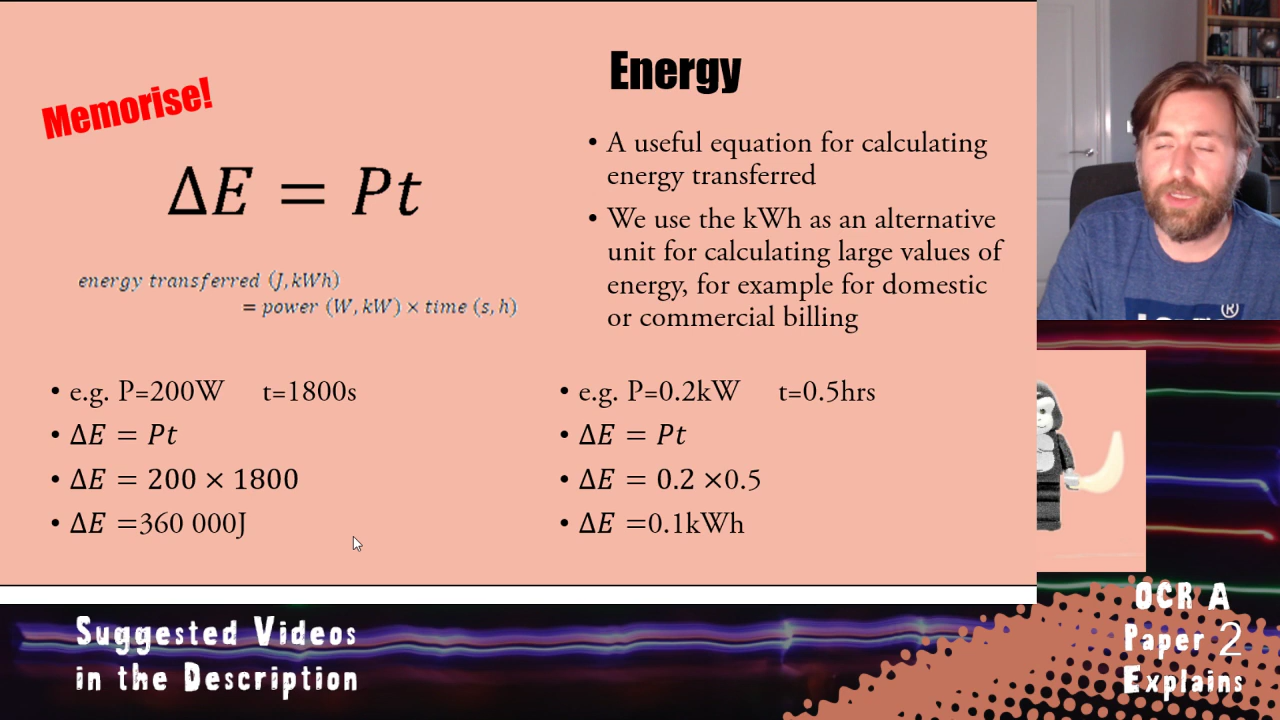 Memorise!
ΔE = Pt
energy transferred (J, kWh)
= power (W, kW) × time (s, h)
Energy
• A useful equation for calculating
energy transferred
• We use the kWh as an alternative
unit for calculating large values of
energy, for example for domestic
or commercial billing
• e.g. P=200W t=1800s
• ΔE = Pt
• ΔE = 200 × 1800
• ΔE =360 000J
• e.g. P=0.2kW t=0.5hrs
• ΔE = Pt
• ΔE = 0.2 ×0.5
• ΔE =0.1kWh
®
Suggested Videos
in the Description
OCR A
Paper 2
Explains